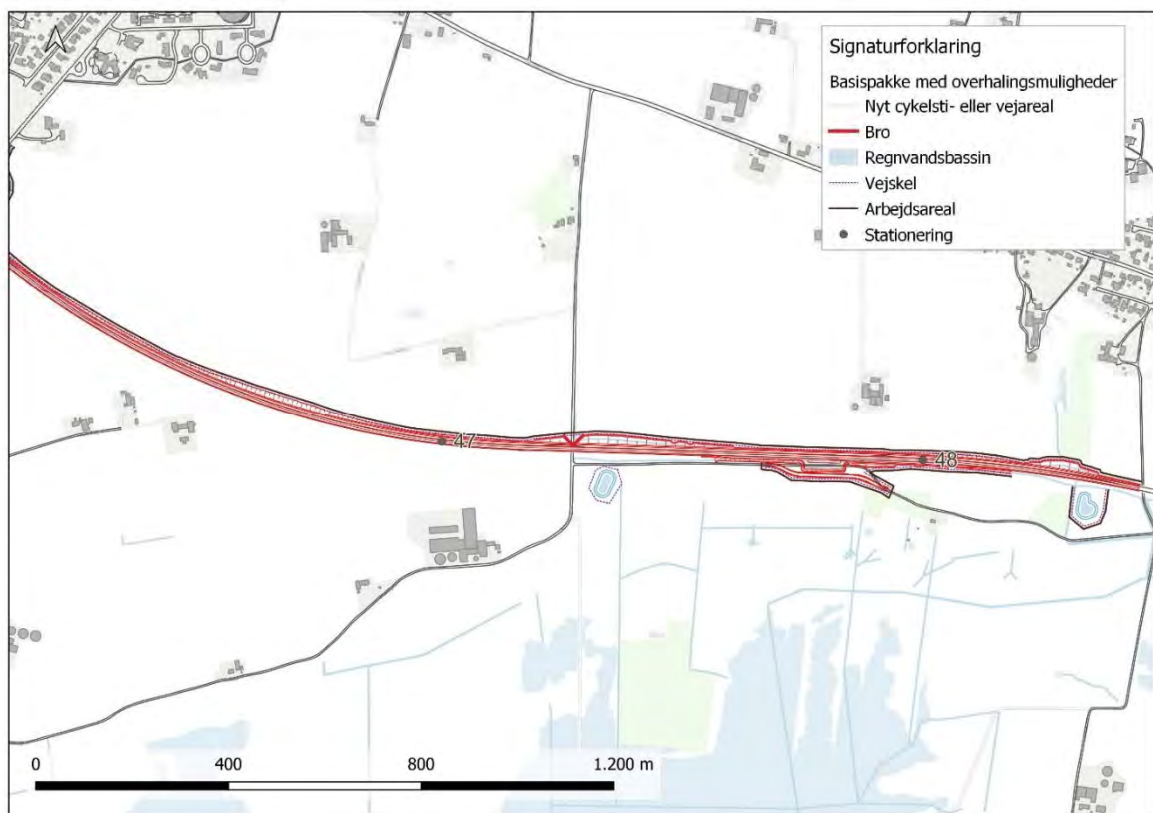 Signaturforklaring
Basispakke med overhalingsmuligheder
Nyt cykelsti- eller vejareal
Bro
Regnvandsbassin
Vejskel
Arbejdsareal
Stationering
47
48
0 400 800 1.200 m